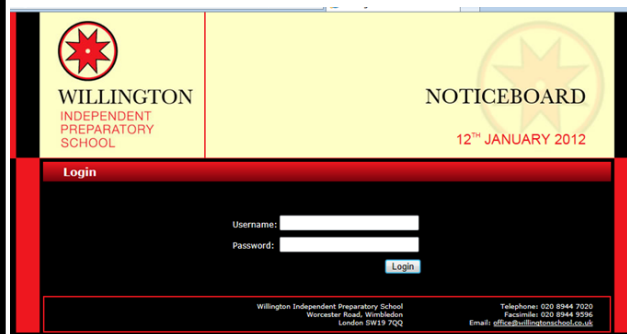 WILLINGTON
INDEPENDENT
PREPARATORY
SCHOOL
NOTICEBOARD
12TH JANUARY 2012
Login
Username:
Password:
Login
Willington Independent Preparatory School
Worcester Road, Wimbledon
London SW19 7QQ
Telephone: 020 8944 7020
Facsimile: 020 8944 9596
Email: office@willingtonschool.co.uk